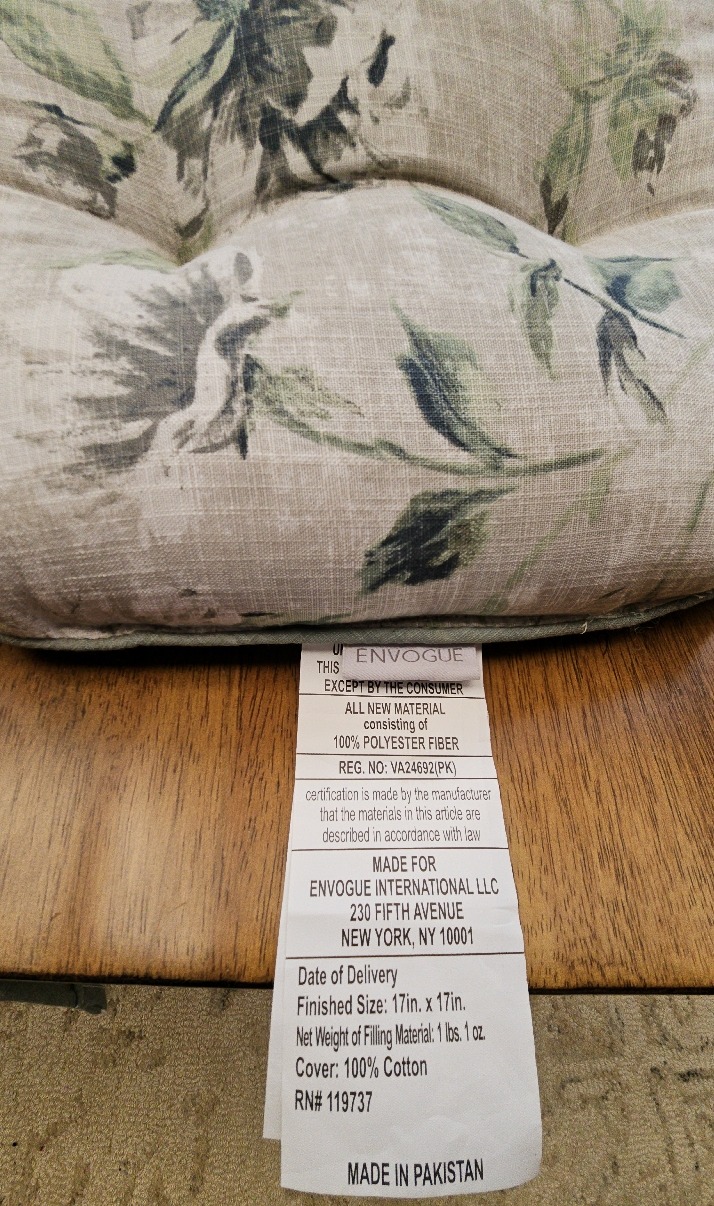 ENVOGUE
THIS
EXCEPT BY THE CONSUMER
ALL NEW MATERIAL
consisting of
100% POLYESTER FIBER
REG. NO: VA24692(PK)
certification is made by the manufacturer
that the materials in this article are
described in accordance with law
MADE FOR
ENVOGUE INTERNATIONAL LLC
230 FIFTH AVENUE
NEW YORK, NY 10001
Date of Delivery
Finished Size: 17in. x 17in.
Net Weight of Filling Material: 1 lbs. 1 oz.
Cover: 100% Cotton
RN# 119737
MADE IN PAKISTAN